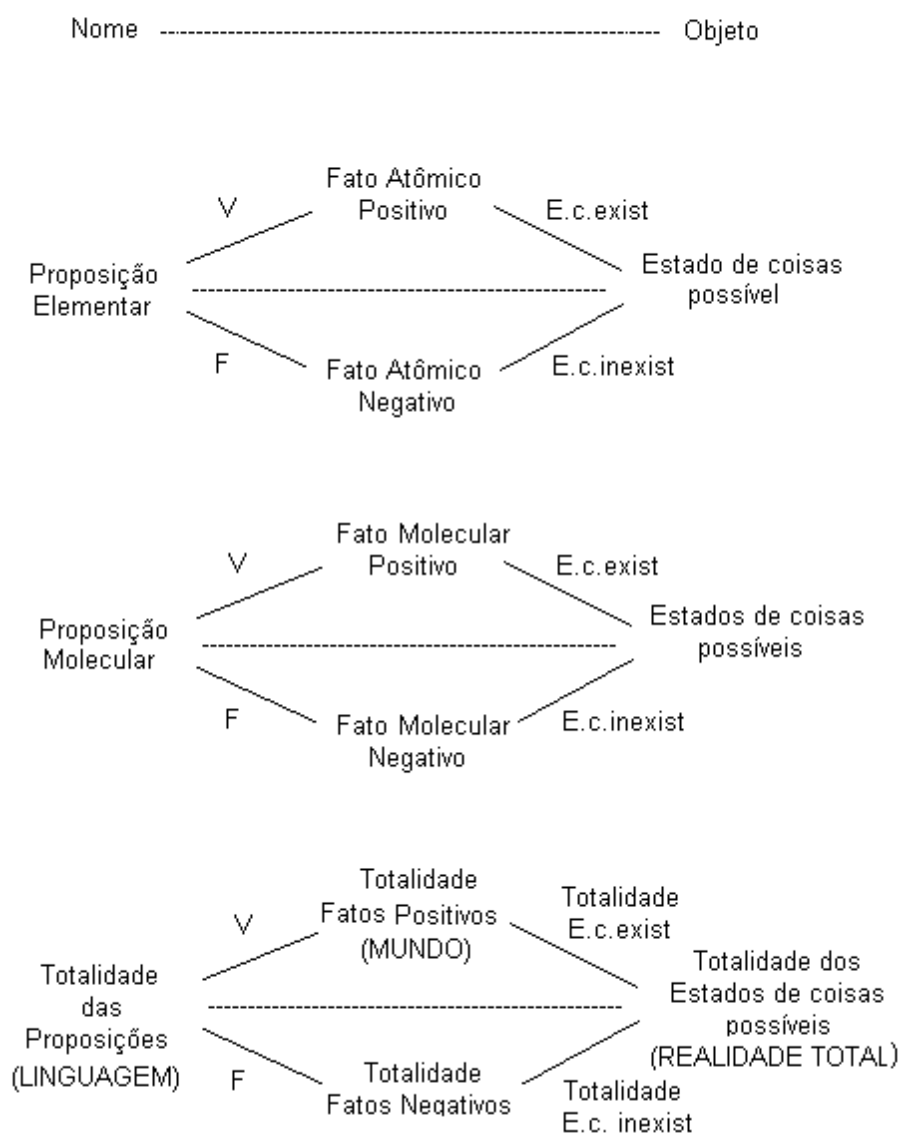 Nome ---------- Objeto
Fato Atômico
V Positivo E.c.exist
Proposição Estado de coisas
Elementar possível
F Fato Atômico E.c.inexist
Negativo
Fato Molecular
V Positivo E.c.exist
Proposição Estados de coisas
Molecular possíveis
F Fato Molecular E.c.inexist
Negativo
Totalidade Totalidade
V Fatos Positivos E.c.exist
(MUNDO)
Totalidade Totalidade dos
das Estados de coisas
Proposições possíveis
(LINGUAGEM) (REALIDADE TOTAL)
F Totalidade Totalidade
Fatos Negativos E.c. inexist